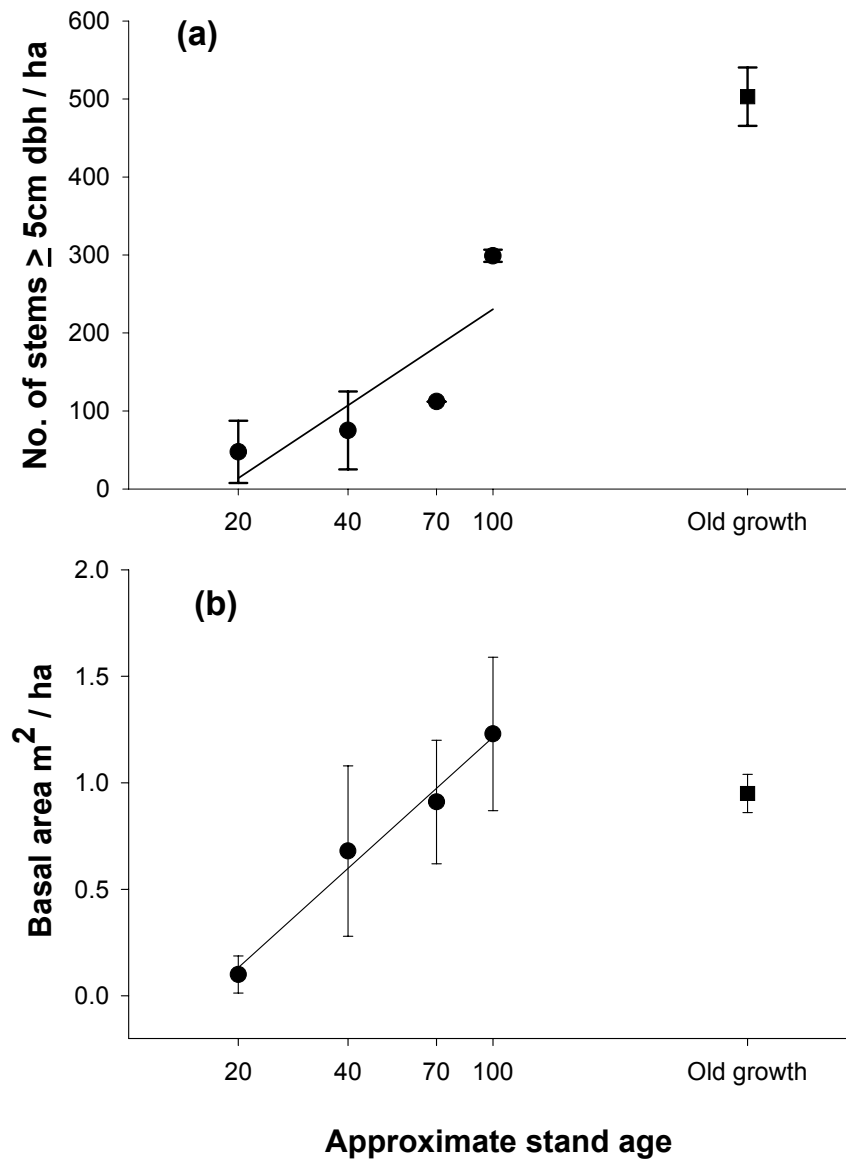 (a)
No. of stems ≥ 5cm dbh / ha
600
500
400
300
200
100
0
20 40 70 100 Old growth
(b)
Basal area m² / ha
2.0
1.5
1.0
0.5
0.0
20 40 70 100 Old growth
Approximate stand age